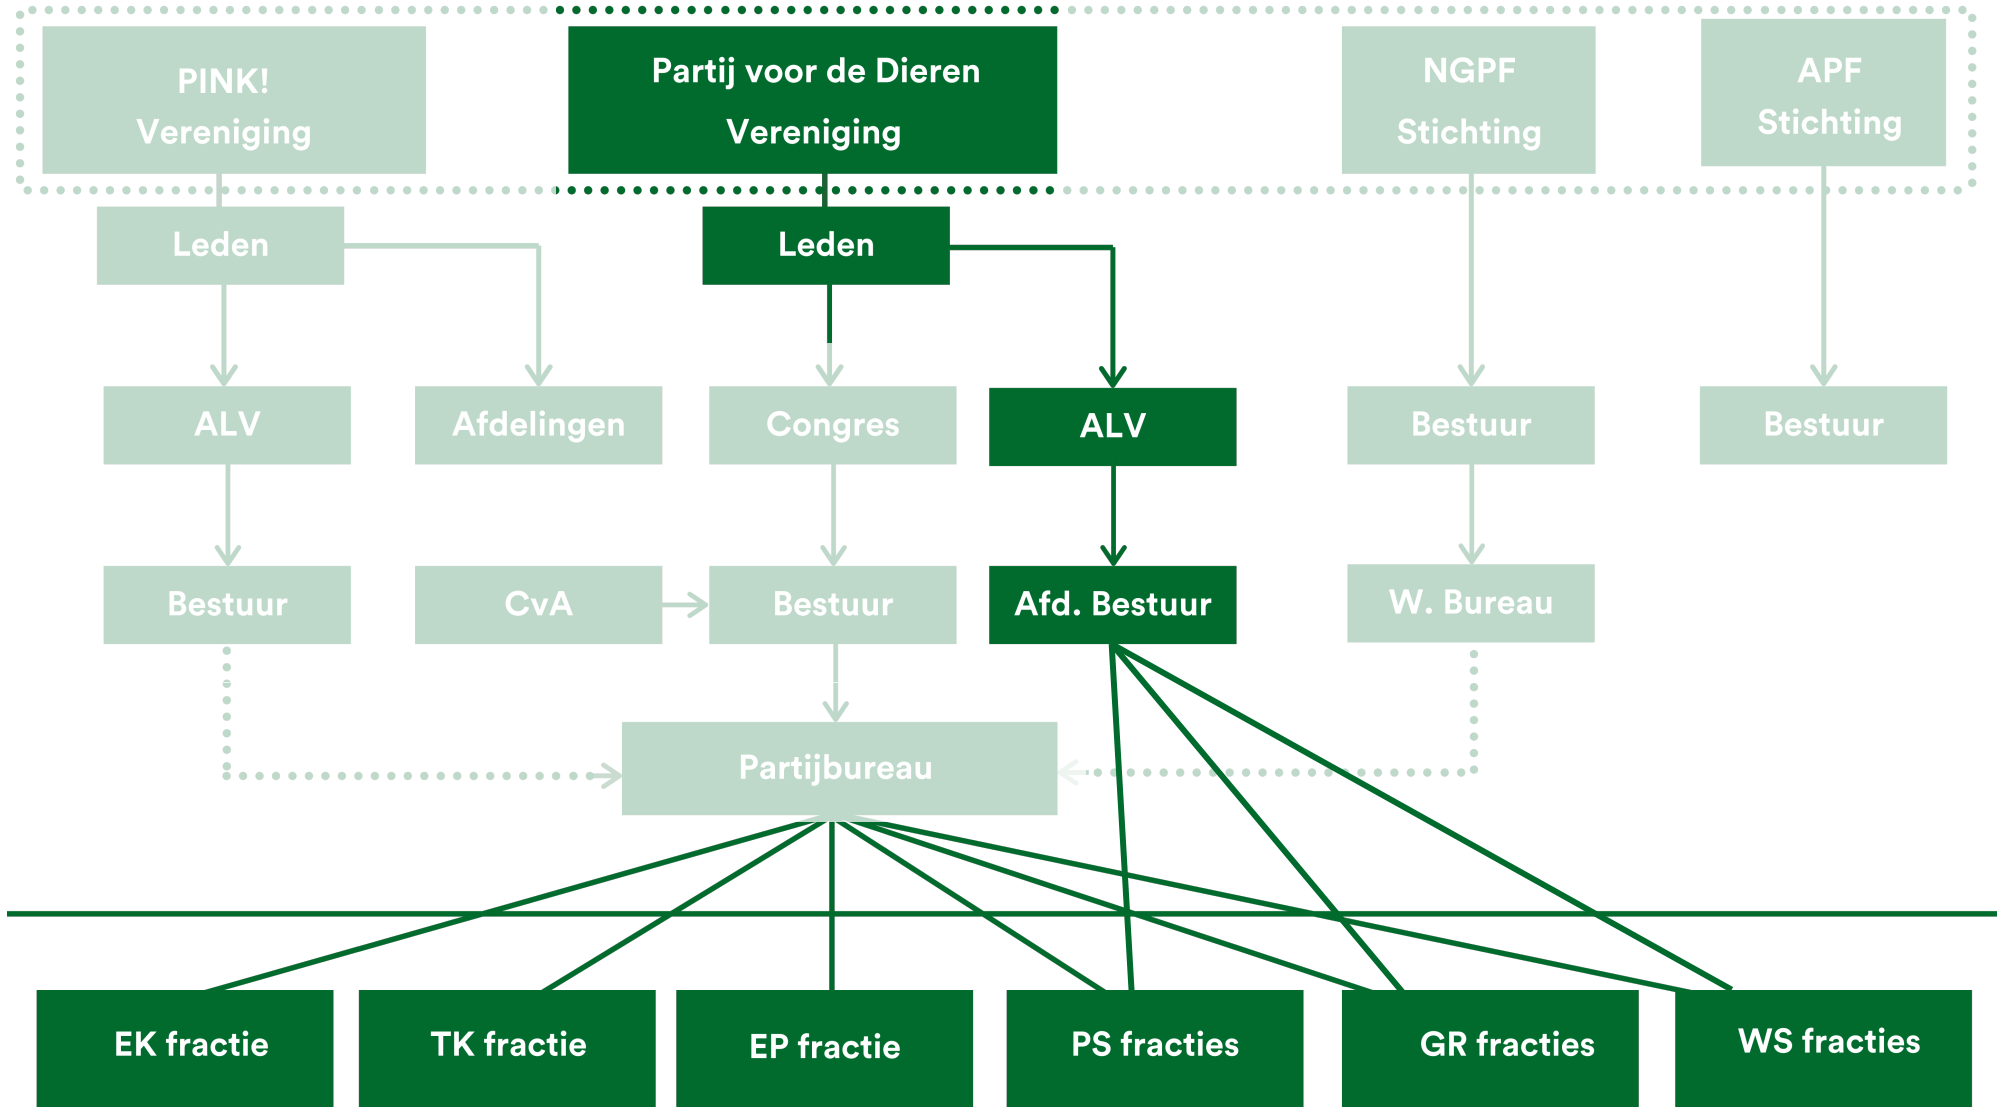 PINK!
Vereniging
Partij voor de Dieren
Vereniging
NGPF
Stichting
APF
Stichting
Leden
Leden
ALV
Afdelingen
Congres
ALV
Bestuur
Bestuur
Bestuur
CvA
Bestuur
Afd. Bestuur
W. Bureau
Partijbureau
EK fractie
TK fractie
EP fractie
PS fracties
GR fracties
WS fracties